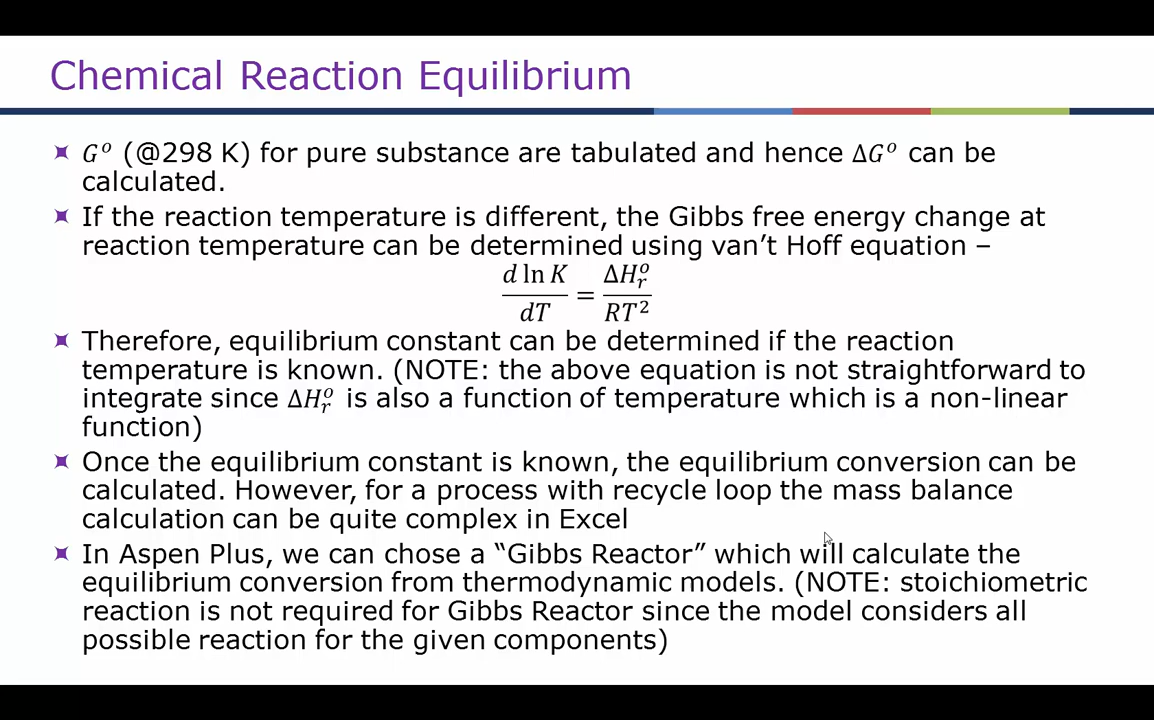 Chemical Reaction Equilibrium
G° (@298 K) for pure substance are tabulated and hence ΔG° can be
calculated.
If the reaction temperature is different, the Gibbs free energy change at
reaction temperature can be determined using van’t Hoff equation –
d ln K / dT = ΔH_r^o / RT²
Therefore, equilibrium constant can be determined if the reaction
temperature is known. (NOTE: the above equation is not straightforward to
integrate since ΔH_r^o is also a function of temperature which is a non-linear
function)
Once the equilibrium constant is known, the equilibrium conversion can be
calculated. However, for a process with recycle loop the mass balance
calculation can be quite complex in Excel
In Aspen Plus, we can chose a “Gibbs Reactor” which will calculate the
equilibrium conversion from thermodynamic models. (NOTE: stoichiometric
reaction is not required for Gibbs Reactor since the model considers all
possible reaction for the given components)